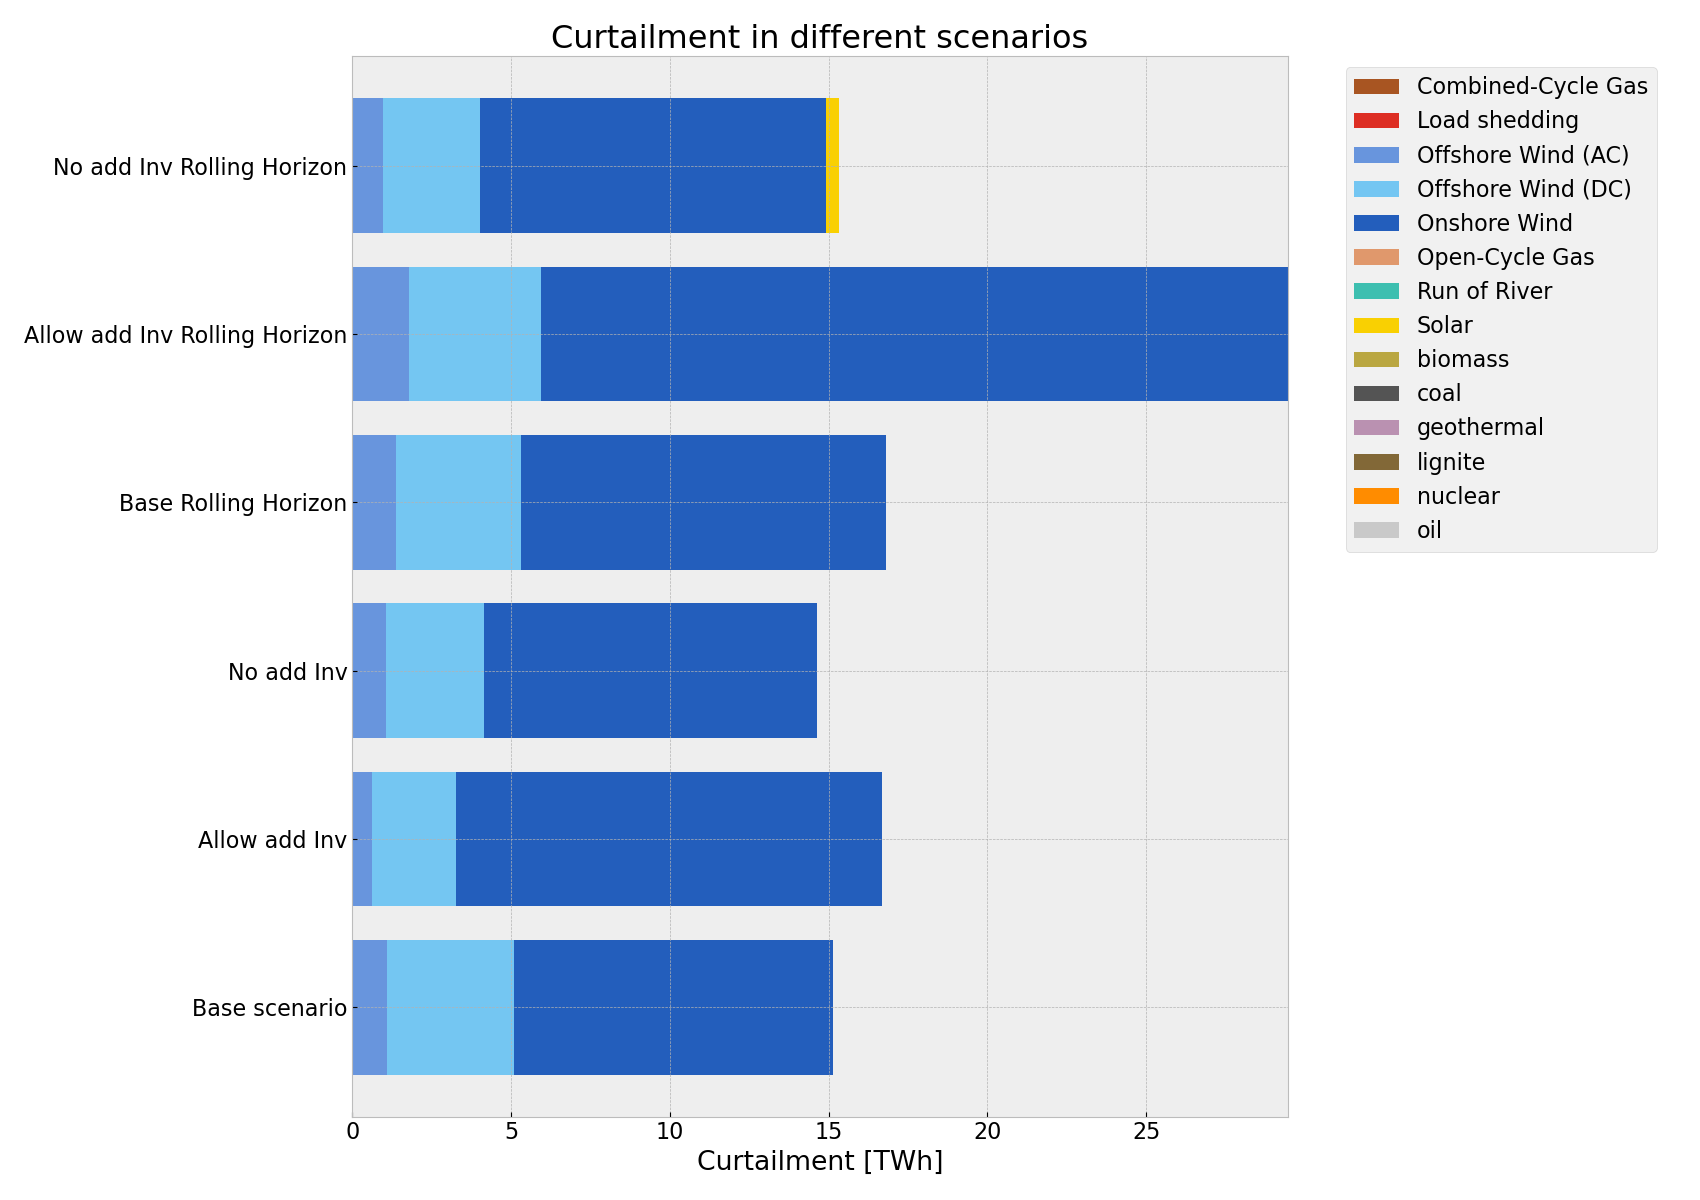 Curtailment in different scenarios
No add Inv Rolling Horizon
Allow add Inv Rolling Horizon
Base Rolling Horizon
No add Inv
Allow add Inv
Base scenario
0 5 10 15 20 25
Curtailment [TWh]
Combined-Cycle Gas
Load shedding
Offshore Wind (AC)
Offshore Wind (DC)
Onshore Wind
Open-Cycle Gas
Run of River
Solar
biomass
coal
geothermal
lignite
nuclear
oil